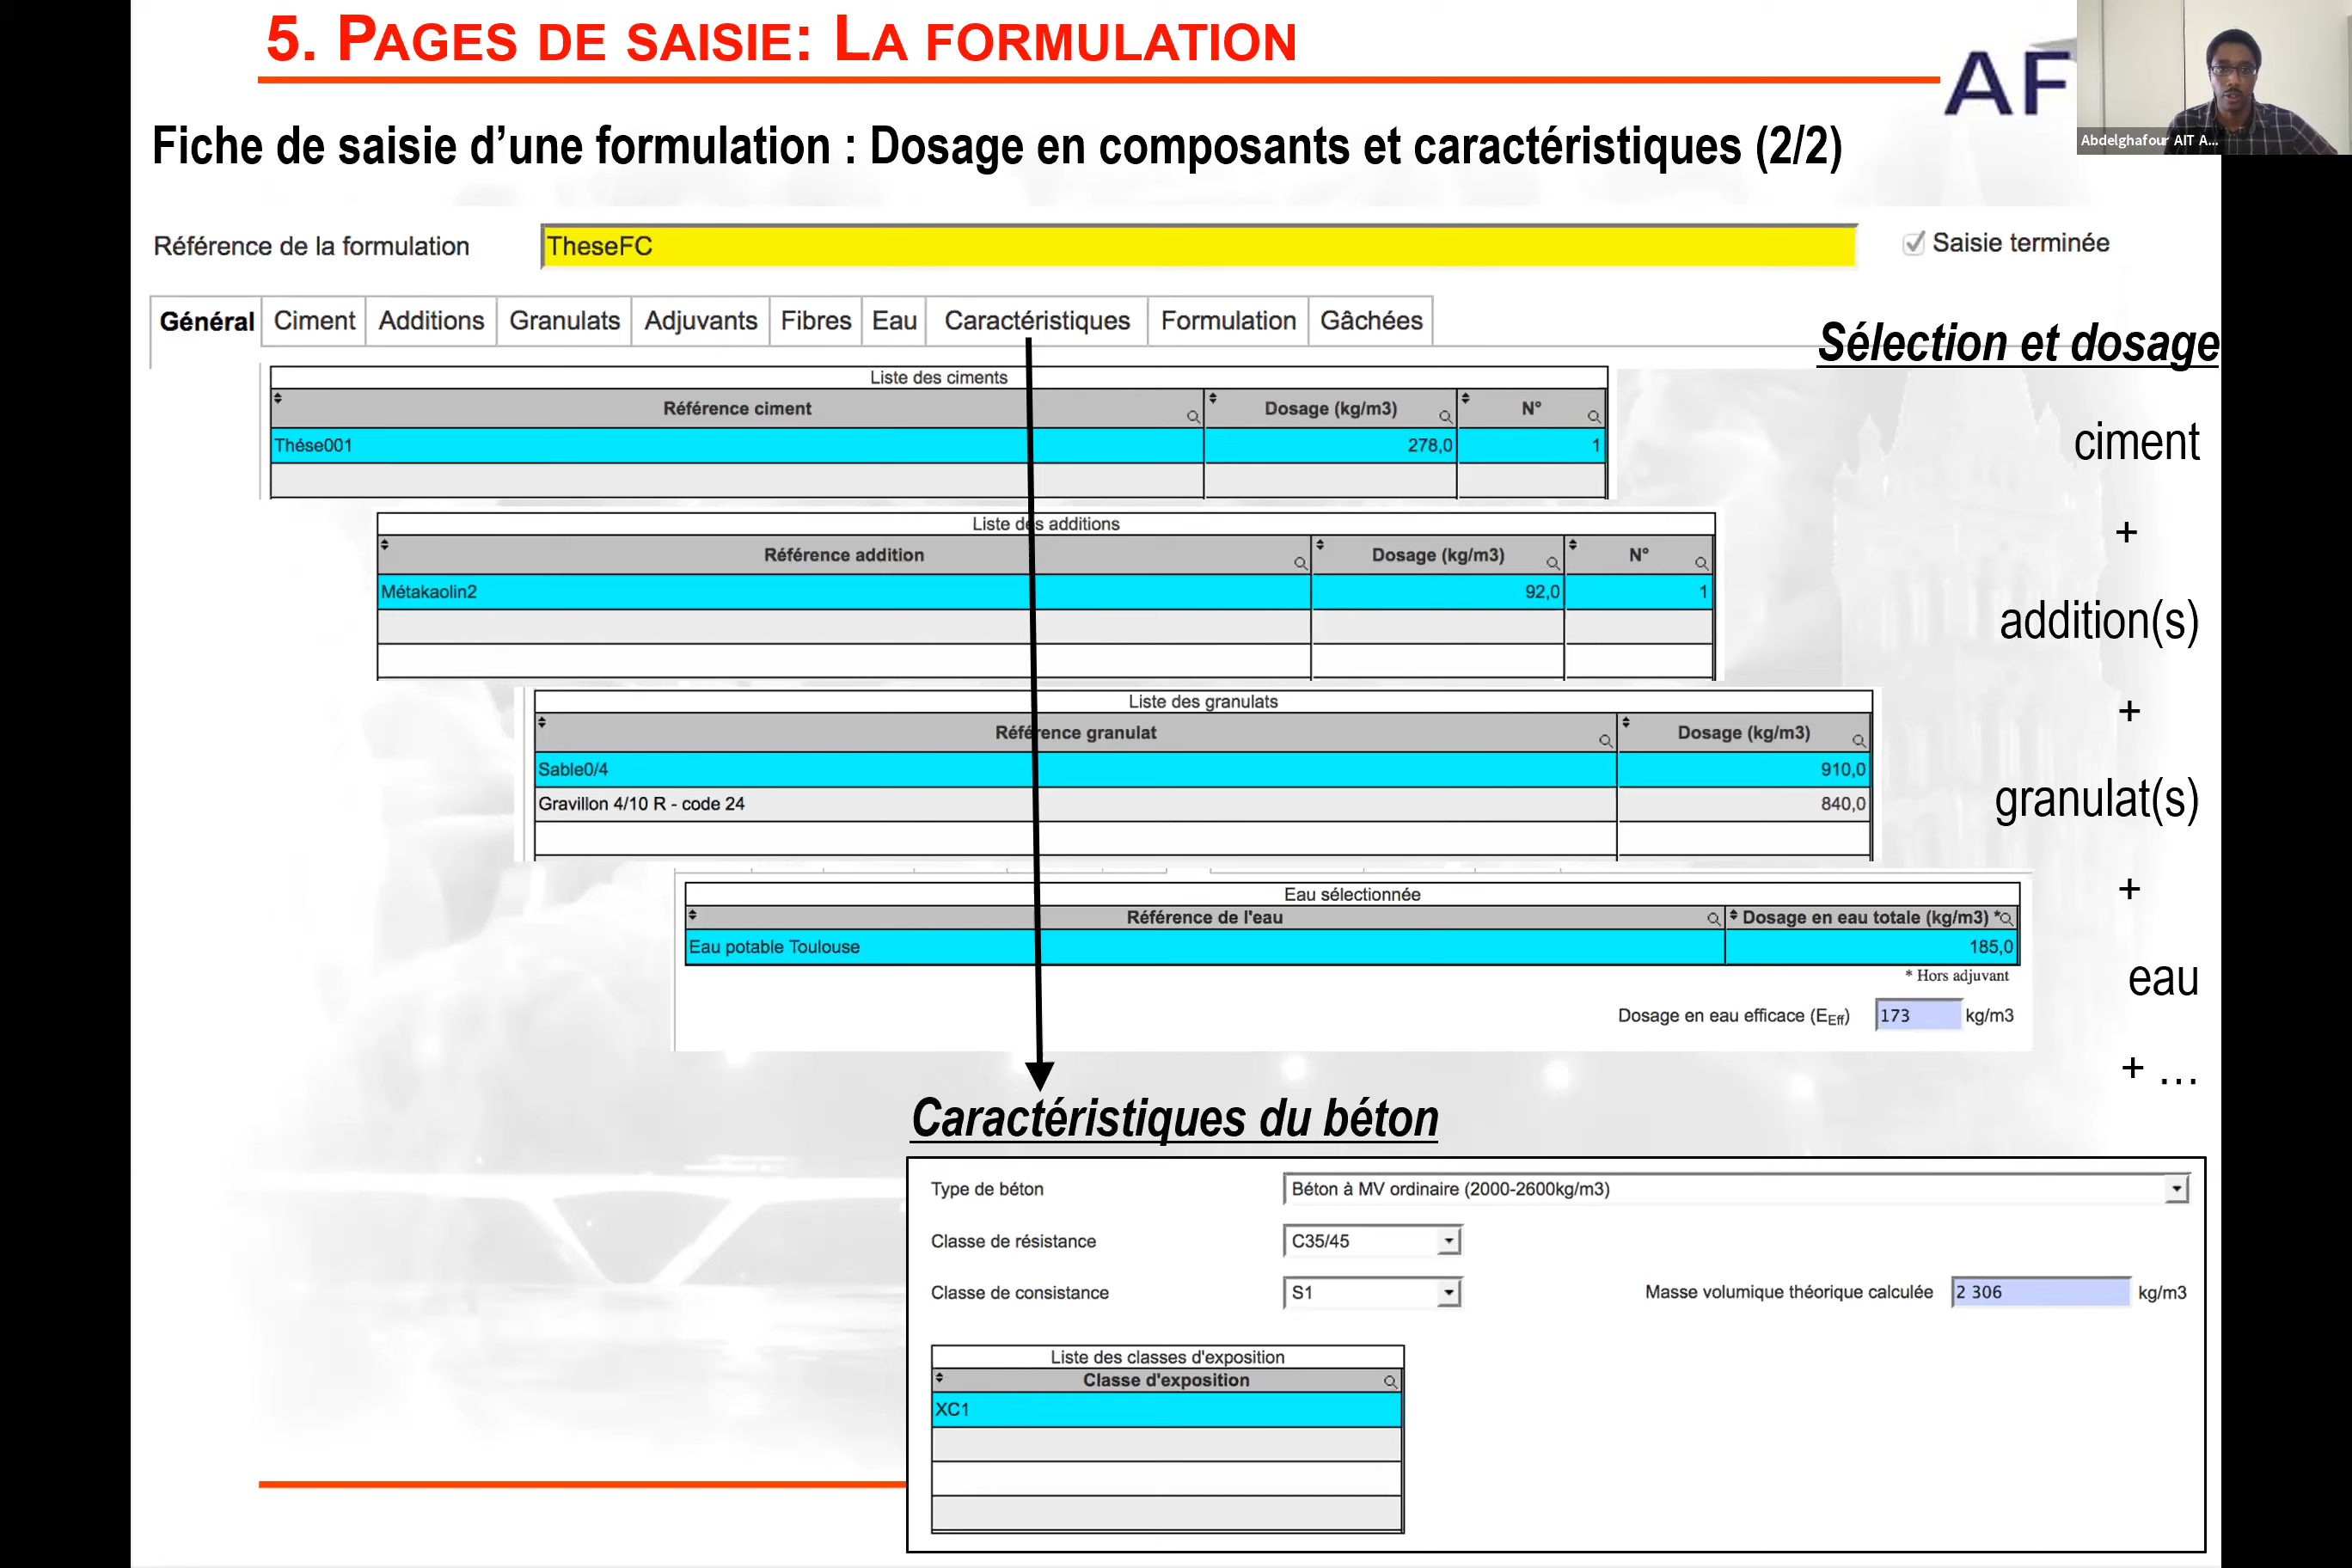 5. PAGES DE SAISIE: LA FORMULATION
AF
Abdelghafour AIT A...
Fiche de saisie d’une formulation : Dosage en composants et caractéristiques (2/2)
Référence de la formulation TheseFC Saisie terminée
Général Ciment Additions Granulats Adjuvants Fibres Eau Caractéristiques Formulation Gâchées
Sélection et dosage
Liste des ciments
Référence ciment Dosage (kg/m3) N°
Thése001 278,0 1
ciment
+
Liste des additions
Référence addition Dosage (kg/m3) N°
Métakaolin2 92,0 1
addition(s)
+
Liste des granulats
Référence granulat Dosage (kg/m3)
Sable0/4 910,0
Gravillon 4/10 R - code 24 840,0
granulat(s)
+
Eau sélectionnée
Référence de l'eau Dosage en eau totale (kg/m3) *
Eau potable Toulouse 185,0
* Hors adjuvant
eau
Dosage en eau efficace (EEff) 173 kg/m3
+ ...
Caractéristiques du béton
Type de béton Béton à MV ordinaire (2000-2600kg/m3)
Classe de résistance C35/45
Classe de consistance S1 Masse volumique théorique calculée 2 306 kg/m3
Liste des classes d'exposition
Classe d'exposition
XC1